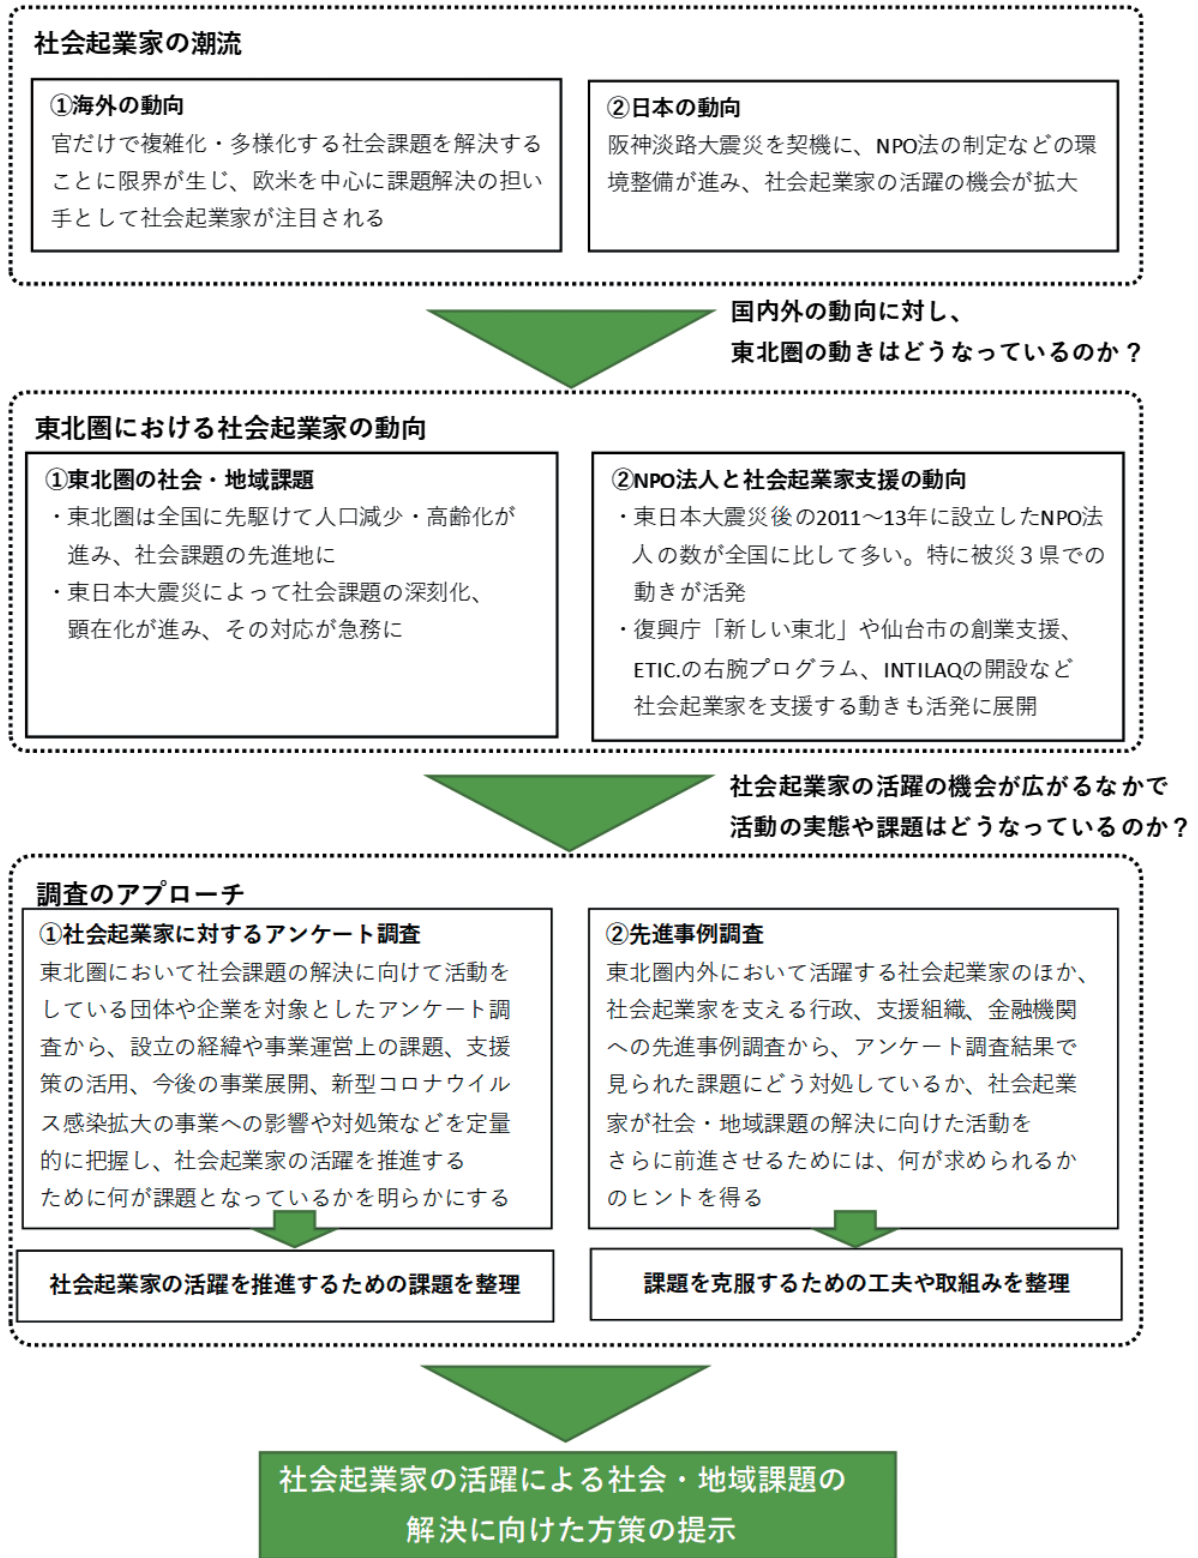 社会起業家の潮流
①海外の動向
官だけで複雑化・多様化する社会課題を解決する
ことに限界が生じ、欧米を中心に課題解決の担い
手として社会起業家が注目される
②日本の動向
阪神淡路大震災を契機に、NPO法の制定などの環
境整備が進み、社会起業家の活躍の機会が拡大
国内外の動向に対し、
東北圏の動きはどうなっているのか？
東北圏における社会起業家の動向
①東北圏の社会・地域課題
・東北圏は全国に先駆けて人口減少・高齢化が
進み、社会課題の先進地に
・東日本大震災によって社会課題の深刻化、
顕在化が進み、その対応が急務に
②NPO法人と社会起業家支援の動向
・東日本大震災後の2011～13年に設立したNPO法
人の数が全国に比して多い。特に被災３県での
動きが活発
・復興庁「新しい東北」や仙台市の創業支援、
ETIC.の右腕プログラム、INTILAQの開設など
社会起業家を支援する動きも活発に展開
社会起業家の活躍の機会が広がるなかで
活動の実態や課題はどうなっているのか？
調査のアプローチ
①社会起業家に対するアンケート調査
東北圏において社会課題の解決に向けて活動を
している団体や企業を対象としたアンケート調
査から、設立の経緯や事業運営上の課題、支援
策の活用、今後の事業展開、新型コロナウイル
ス感染拡大の事業への影響や対処策などを定量
的に把握し、社会起業家の活躍を推進する
ために何が課題となっているかを明らかにする
②先進事例調査
東北圏内外において活躍する社会起業家のほか、
社会起業家を支える行政、支援組織、金融機関
への先進事例調査から、アンケート調査結果で
見られた課題にどう対処しているか、社会起業
家が社会・地域課題の解決に向けた活動を
さらに前進させるためには、何が求められるか
のヒントを得る
社会起業家の活躍を推進するための課題を整理
課題を克服するための工夫や取組みを整理
社会起業家の活躍による社会・地域課題の
解決に向けた方策の提示